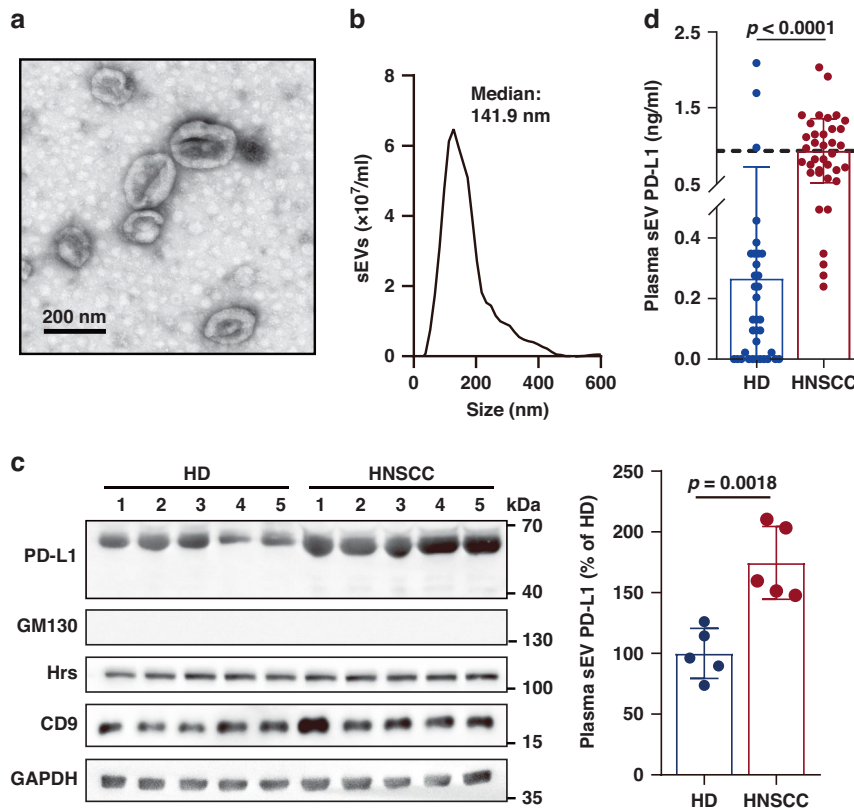 a
200 nm
b
sEVs (×10⁷/ml)
8
6
4
2
0
Median:
141.9 nm
0 200 400 600
Size (nm)
d
p < 0.0001
Plasma sEV PD-L1 (ng/ml)
2.5
1.5
0.5
0.4
0.2
0.0
HD HNSCC
c
HD HNSCC
1 2 3 4 5 1 2 3 4 5 kDa
PD-L1
70
40
GM130
130
Hrs
100
CD9
15
GAPDH
35
Plasma sEV PD-L1 (% of HD)
250
200
150
100
50
0
p = 0.0018
HD HNSCC